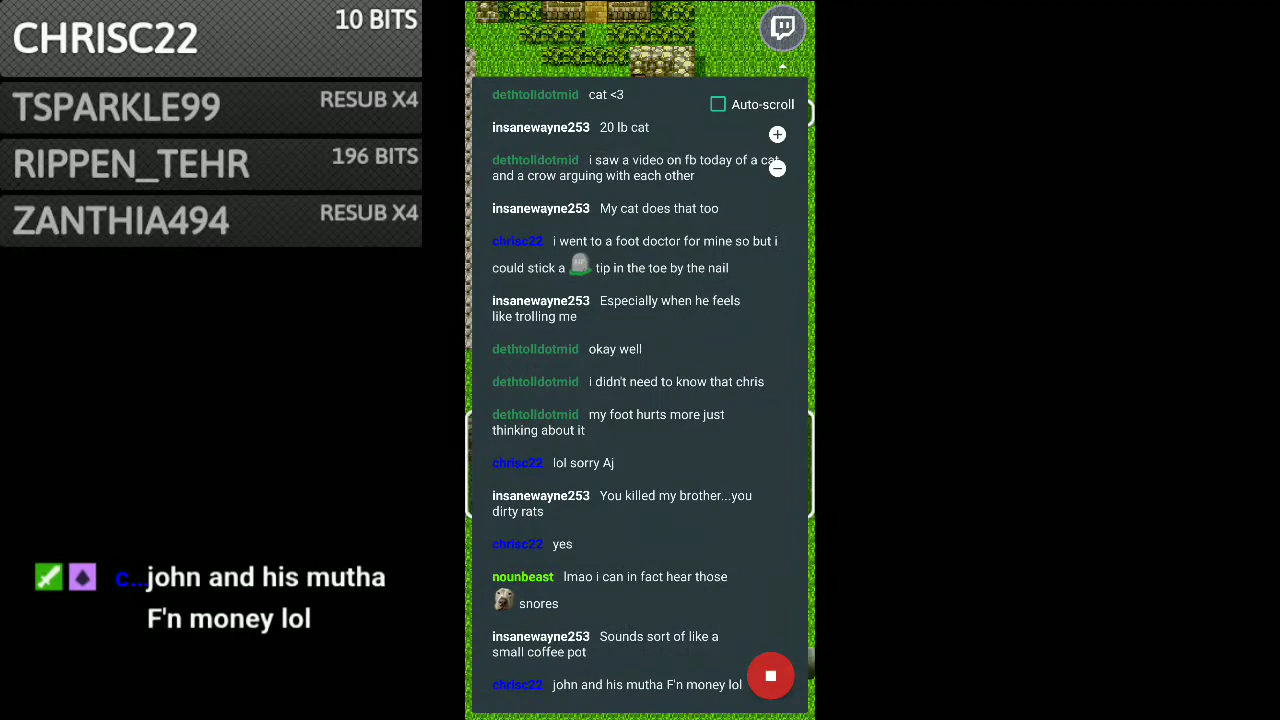 CHRISC22 10 BITS
TSPARKLE99 RESUB X4
RIPPEN_TEHR 196 BITS
ZANTHIA494 RESUB X4
c...john and his mutha
F'n money lol
dethtolldotmid cat <3
Auto-scroll
insanewayne253 20 lb cat
dethtolldotmid i saw a video on fb today of a cat
and a crow arguing with each other
insanewayne253 My cat does that too
chrisc22 i went to a foot doctor for mine so but i
could stick a tip in the toe by the nail
insanewayne253 Especially when he feels
like trolling me
dethtolldotmid okay well
dethtolldotmid i didn't need to know that chris
dethtolldotmid my foot hurts more just
thinking about it
chrisc22 lol sorry Aj
insanewayne253 You killed my brother...you
dirty rats
chrisc22 yes
nounbeast lmao i can in fact hear those
snores
insanewayne253 Sounds sort of like a
small coffee pot
chrisc22 john and his mutha F'n money lol